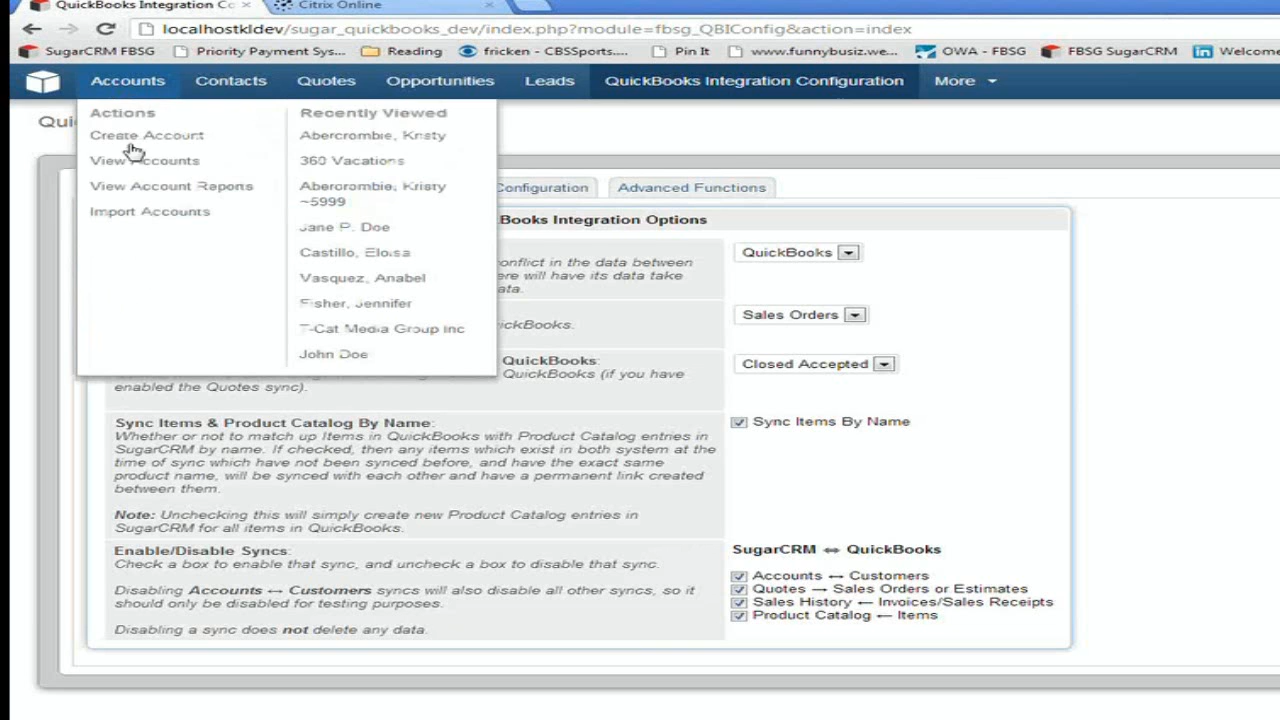 QuickBooks Integration Co
Citrix Online
localhostkldev/sugar_quickbooks_dev/index.php?module=fbsg_QBIConfig&action=index
SugarCRM FBSG
Priority Payment Sys...
Reading
fricken - CBSSports....
Pin It
www.funnybusiz.we...
OWA - FBSG
FBSG SugarCRM
Welcome
Accounts
Contacts
Quotes
Opportunities
Leads
QuickBooks Integration Configuration
More
Actions
Create Account
View Accounts
View Account Reports
Import Accounts
Recently Viewed
Abercrombie, Kristy
360 Vacations
Abercrombie, Kristy
~5999
Jane P. Doe
Castillo, Eloisa
Vasquez, Anabel
Fisher, Jennifer
T-Cat Media Group Inc
John Doe
Qui
Configuration
Advanced Functions
Books Integration Options
onflict in the data between
ere will have its data take
ata.
QuickBooks
ickBooks.
Sales Orders
QuickBooks:
QuickBooks (if you have
enabled the Quotes sync).
Closed Accepted
Sync Items & Product Catalog By Name:
Whether or not to match up Items in QuickBooks with Product Catalog entries in
SugarCRM by name. If checked, then any items which exist in both system at the
time of sync which have not been synced before, and have the exact same
product name, will be synced with each other and have a permanent link created
between them.
Note: Unchecking this will simply create new Product Catalog entries in
SugarCRM for all items in QuickBooks.
Sync Items By Name
Enable/Disable Syncs:
Check a box to enable that sync, and uncheck a box to disable that sync.
Disabling Accounts ↔ Customers syncs will also disable all other syncs, so it
should only be disabled for testing purposes.
Disabling a sync does not delete any data.
SugarCRM ⇔ QuickBooks
Accounts ↔ Customers
Quotes → Sales Orders or Estimates
Sales History ← Invoices/Sales Receipts
Product Catalog ← Items